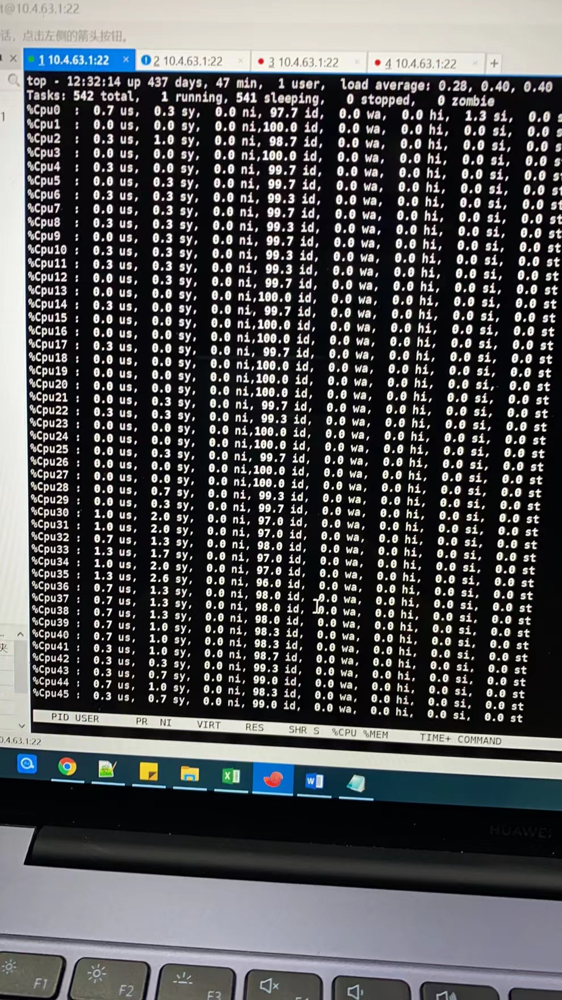 t@10.4.63.1:22
话，点击左侧的箭头按钮。
1 10.4.63.1:22 × 2 10.4.63.1:22 × 3 10.4.63.1:22 × 4 10.4.63.1:22 × +
1
top - 12:32:14 up 437 days, 47 min, 1 user, load average: 0.28, 0.40, 0.40
Tasks: 542 total, 1 running, 541 sleeping, 0 stopped, 0 zombie
%Cpu0 : 0.7 us, 0.3 sy, 0.0 ni, 97.7 id, 0.0 wa, 0.0 hi, 1.3 si, 0.0 s
%Cpu1 : 0.0 us, 0.0 sy, 0.0 ni,100.0 id, 0.0 wa, 0.0 hi, 0.0 si, 0.0 s
%Cpu2 : 0.3 us, 1.0 sy, 0.0 ni, 98.7 id, 0.0 wa, 0.0 hi, 0.0 si, 0.0 s
%Cpu3 : 0.0 us, 0.0 sy, 0.0 ni,100.0 id, 0.0 wa, 0.0 hi, 0.0 si, 0.0 s
%Cpu4 : 0.3 us, 0.0 sy, 0.0 ni, 99.7 id, 0.0 wa, 0.0 hi, 0.0 si, 0.0 st
%Cpu5 : 0.0 us, 0.3 sy, 0.0 ni, 99.7 id, 0.0 wa, 0.0 hi, 0.0 si, 0.0 st
%Cpu6 : 0.3 us, 0.3 sy, 0.0 ni, 99.3 id, 0.0 wa, 0.0 hi, 0.0 si, 0.0 st
%Cpu7 : 0.0 us, 0.3 sy, 0.0 ni, 99.7 id, 0.0 wa, 0.0 hi, 0.0 si, 0.0 st
%Cpu8 : 0.3 us, 0.3 sy, 0.0 ni, 99.3 id, 0.0 wa, 0.0 hi, 0.0 si, 0.0 st
%Cpu9 : 0.0 us, 0.3 sy, 0.0 ni, 99.7 id, 0.0 wa, 0.0 hi, 0.0 si, 0.0 st
%Cpu10 : 0.3 us, 0.3 sy, 0.0 ni, 99.3 id, 0.0 wa, 0.0 hi, 0.0 si, 0.0 st
%Cpu11 : 0.3 us, 0.3 sy, 0.0 ni, 99.3 id, 0.0 wa, 0.0 hi, 0.0 si, 0.0 st
%Cpu12 : 0.0 us, 0.3 sy, 0.0 ni, 99.7 id, 0.0 wa, 0.0 hi, 0.0 si, 0.0 st
%Cpu13 : 0.0 us, 0.0 sy, 0.0 ni,100.0 id, 0.0 wa, 0.0 hi, 0.0 si, 0.0 st
%Cpu14 : 0.3 us, 0.0 sy, 0.0 ni, 99.7 id, 0.0 wa, 0.0 hi, 0.0 si, 0.0 st
%Cpu15 : 0.0 us, 0.0 sy, 0.0 ni,100.0 id, 0.0 wa, 0.0 hi, 0.0 si, 0.0 st
%Cpu16 : 0.0 us, 0.0 sy, 0.0 ni,100.0 id, 0.0 wa, 0.0 hi, 0.0 si, 0.0 st
%Cpu17 : 0.3 us, 0.0 sy, 0.0 ni, 99.7 id, 0.0 wa, 0.0 hi, 0.0 si, 0.0 st
%Cpu18 : 0.0 us, 0.0 sy, 0.0 ni,100.0 id, 0.0 wa, 0.0 hi, 0.0 si, 0.0 st
%Cpu19 : 0.0 us, 0.0 sy, 0.0 ni,100.0 id, 0.0 wa, 0.0 hi, 0.0 si, 0.0 st
%Cpu20 : 0.0 us, 0.0 sy, 0.0 ni,100.0 id, 0.0 wa, 0.0 hi, 0.0 si, 0.0 st
%Cpu21 : 0.0 us, 0.3 sy, 0.0 ni, 99.7 id, 0.0 wa, 0.0 hi, 0.0 si, 0.0 st
%Cpu22 : 0.3 us, 0.3 sy, 0.0 ni, 99.3 id, 0.0 wa, 0.0 hi, 0.0 si, 0.0 st
%Cpu23 : 0.0 us, 0.0 sy, 0.0 ni,100.0 id, 0.0 wa, 0.0 hi, 0.0 si, 0.0 st
%Cpu24 : 0.0 us, 0.0 sy, 0.0 ni,100.0 id, 0.0 wa, 0.0 hi, 0.0 si, 0.0 st
%Cpu25 : 0.0 us, 0.3 sy, 0.0 ni, 99.7 id, 0.0 wa, 0.0 hi, 0.0 si, 0.0 st
%Cpu26 : 0.0 us, 0.0 sy, 0.0 ni,100.0 id, 0.0 wa, 0.0 hi, 0.0 si, 0.0 st
%Cpu27 : 0.0 us, 0.0 sy, 0.0 ni,100.0 id, 0.0 wa, 0.0 hi, 0.0 si, 0.0 st
%Cpu28 : 0.0 us, 0.7 sy, 0.0 ni, 99.3 id, 0.0 wa, 0.0 hi, 0.0 si, 0.0 st
%Cpu29 : 0.0 us, 0.3 sy, 0.0 ni, 99.7 id, 0.0 wa, 0.0 hi, 0.0 si, 0.0 st
%Cpu30 : 1.0 us, 2.0 sy, 0.0 ni, 97.0 id, 0.0 wa, 0.0 hi, 0.0 si, 0.0 st
%Cpu31 : 1.0 us, 2.0 sy, 0.0 ni, 97.0 id, 0.0 wa, 0.0 hi, 0.0 si, 0.0 st
%Cpu32 : 0.7 us, 1.3 sy, 0.0 ni, 98.0 id, 0.0 wa, 0.0 hi, 0.0 si, 0.0 st
%Cpu33 : 1.3 us, 1.7 sy, 0.0 ni, 97.0 id, 0.0 wa, 0.0 hi, 0.0 si, 0.0 st
%Cpu34 : 1.0 us, 2.0 sy, 0.0 ni, 97.0 id, 0.0 wa, 0.0 hi, 0.0 si, 0.0 st
%Cpu35 : 1.3 us, 2.6 sy, 0.0 ni, 96.0 id, 0.0 wa, 0.0 hi, 0.0 si, 0.0 st
%Cpu36 : 0.7 us, 1.3 sy, 0.0 ni, 98.0 id, 0.0 wa, 0.0 hi, 0.0 si, 0.0 st
%Cpu37 : 0.7 us, 1.3 sy, 0.0 ni, 98.0 id, 0.0 wa, 0.0 hi, 0.0 si, 0.0 st
%Cpu38 : 0.7 us, 1.3 sy, 0.0 ni, 98.0 id, 0.0 wa, 0.0 hi, 0.0 si, 0.0 st
%Cpu39 : 0.7 us, 1.0 sy, 0.0 ni, 98.3 id, 0.0 wa, 0.0 hi, 0.0 si, 0.0 st
%Cpu40 : 0.7 us, 1.0 sy, 0.0 ni, 98.3 id, 0.0 wa, 0.0 hi, 0.0 si, 0.0 st
%Cpu41 : 0.3 us, 1.0 sy, 0.0 ni, 98.7 id, 0.0 wa, 0.0 hi, 0.0 si, 0.0 st
%Cpu42 : 0.3 us, 0.3 sy, 0.0 ni, 99.3 id, 0.0 wa, 0.0 hi, 0.0 si, 0.0 st
%Cpu43 : 0.3 us, 0.7 sy, 0.0 ni, 99.0 id, 0.0 wa, 0.0 hi, 0.0 si, 0.0 st
%Cpu44 : 0.7 us, 1.0 sy, 0.0 ni, 98.3 id, 0.0 wa, 0.0 hi, 0.0 si, 0.0 st
%Cpu45 : 0.3 us, 0.7 sy, 0.0 ni, 99.0 id, 0.0 wa, 0.0 hi, 0.0 si, 0.0 st
PID USER PR NI VIRT RES SHR S %CPU %MEM TIME+ COMMAND
0.4.63.1:22
HUAWEI
F1 F2 F3